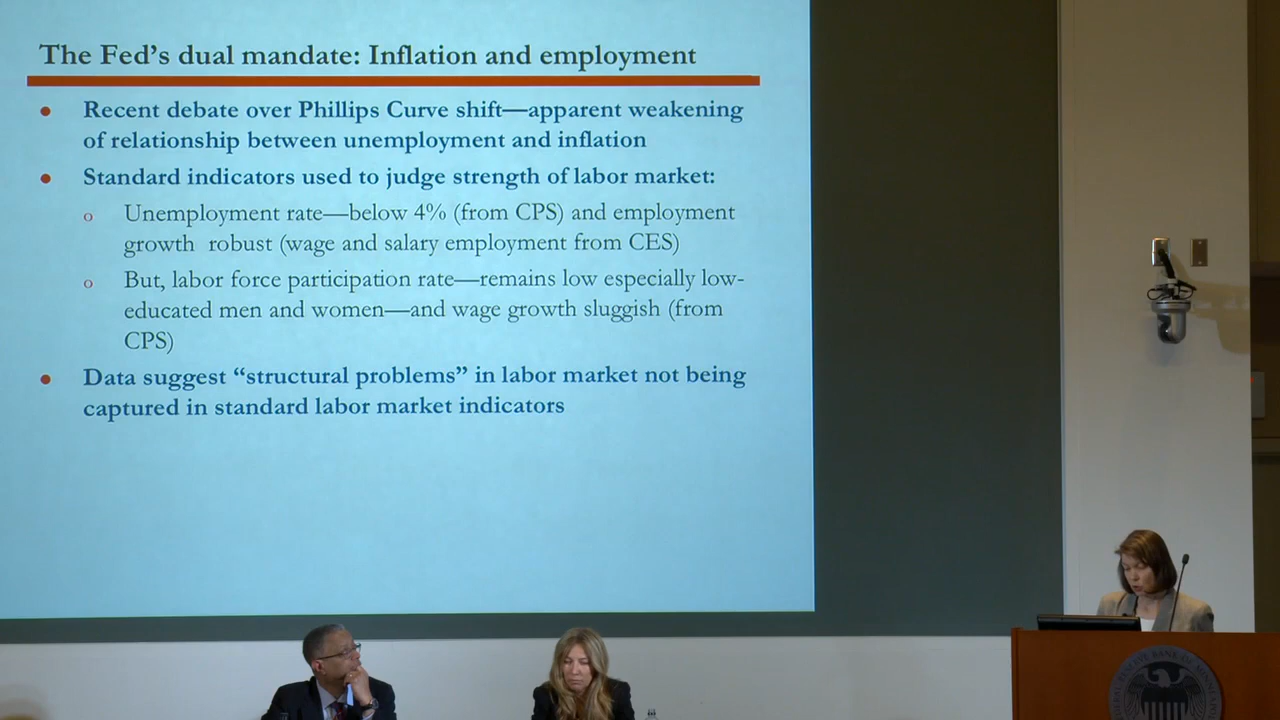 The Fed's dual mandate: Inflation and employment
• Recent debate over Phillips Curve shift—apparent weakening
of relationship between unemployment and inflation
• Standard indicators used to judge strength of labor market:
o Unemployment rate—below 4% (from CPS) and employment
growth robust (wage and salary employment from CES)
o But, labor force participation rate—remains low especially low-
educated men and women—and wage growth sluggish (from
CPS)
• Data suggest “structural problems” in labor market not being
captured in standard labor market indicators
RESERVE BANK OF